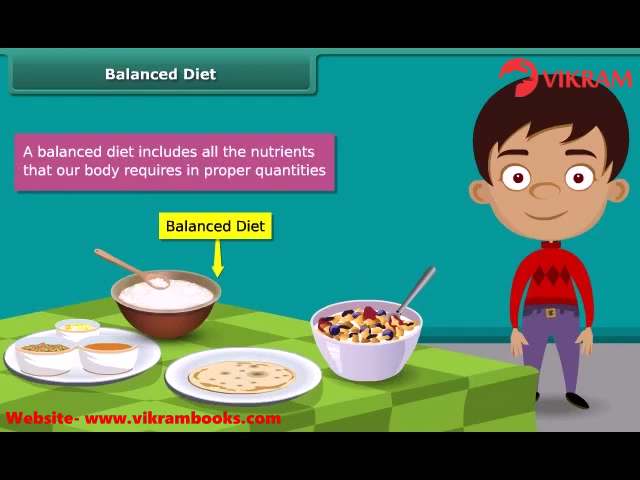 Balanced Diet
VIKRAM
A balanced diet includes all the nutrients
that our body requires in proper quantities
Balanced Diet
Website- www.vikrambooks.com